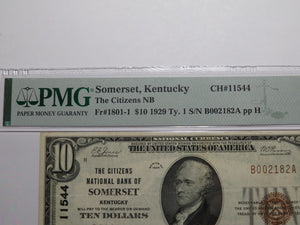 PMG
PAPER MONEY GUARANTY
Somerset, Kentucky CH#11544
The Citizens NB
Fr#1801-1 $10 1929 Ty. 1 S/N B002182A pp H
THE UNITED STATES OF AMERICA
10
H
THE CITIZENS
NATIONAL BANK OF
SOMERSET
KENTUCKY
WILL PAY TO THE BEARER ON DEMAND
TEN DOLLARS
11544
B002182A